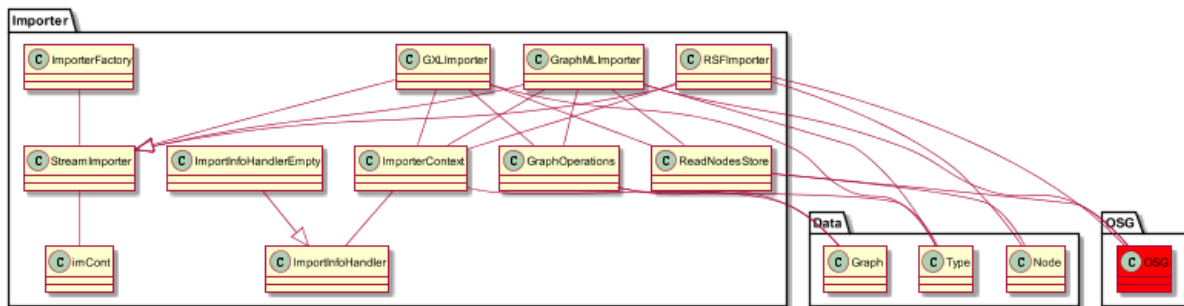 Importer
C ImporterFactory
C GXLImporter
C GraphMLImporter
C RSFImporter
C StreamImporter
C ImportInfoHandlerEmpty
C ImporterContext
C GraphOperations
C ReadNodesStore
Data
OSG
C imCont
C ImportInfoHandler
C Graph
C Type
C Node
C OSG